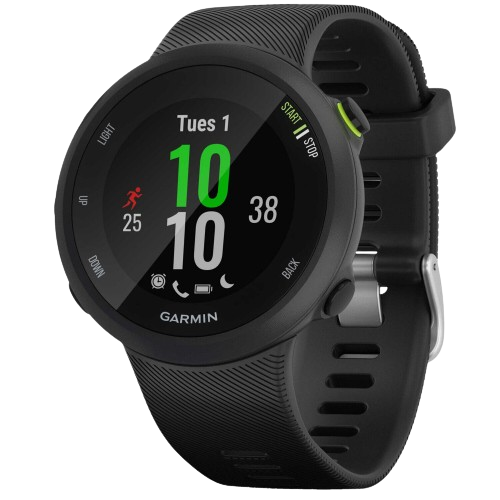 LIGHT
UP
DOWN
START
STOP
BACK
Tues 1
10
10
25
38
GARMIN